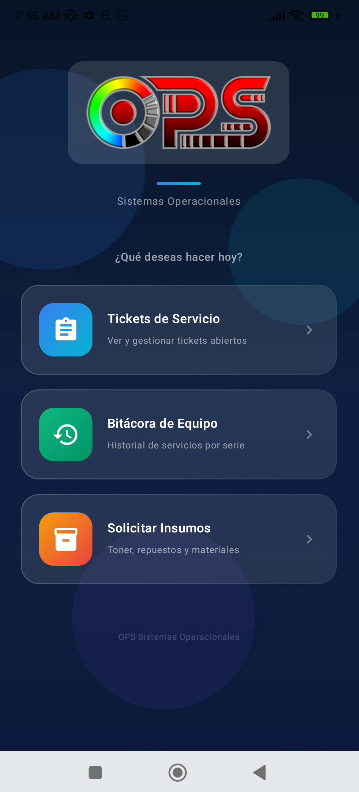 7:35 AM
99
OPS
Sistemas Operacionales
¿Qué deseas hacer hoy?
Tickets de Servicio
Ver y gestionar tickets abiertos
Bitácora de Equipo
Historial de servicios por serie
Solicitar Insumos
Toner, repuestos y materiales
OPS Sistemas Operacionales